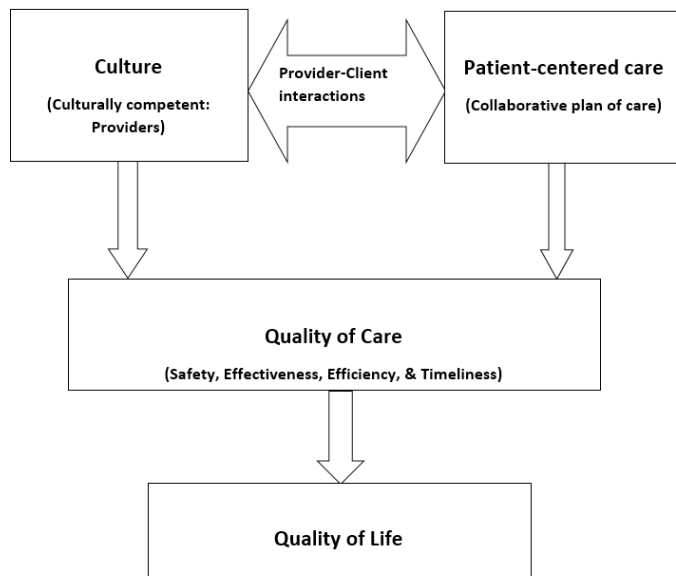 Culture
(Culturally competent:
Providers)
Provider-Client
interactions
Patient-centered care
(Collaborative plan of care)
Quality of Care
(Safety, Effectiveness, Efficiency, & Timeliness)
Quality of Life